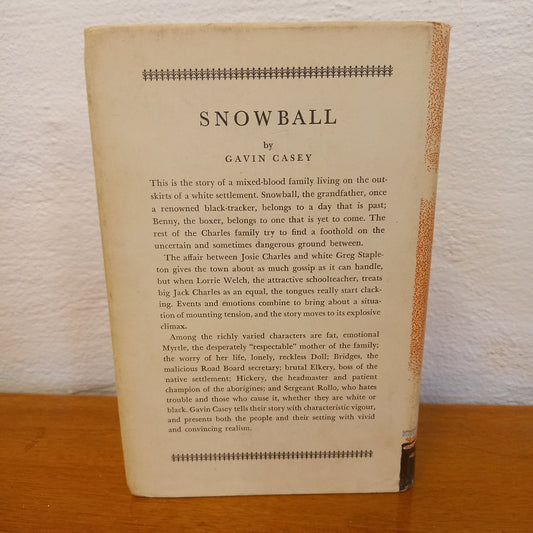 SNOWBALL
by
GAVIN CASEY
This is the story of a mixed-blood family living on the out-
skirts of a white settlement. Snowball, the grandfather, once
a renowned black-tracker, belongs to a day that is past;
Benny, the boxer, belongs to one that is yet to come. The
rest of the Charles family try to find a foothold on the
uncertain and sometimes dangerous ground between.
The affair between Josie Charles and white Greg Staple-
ton gives the town about as much gossip as it can handle,
but when Lorrie Welch, the attractive schoolteacher, treats
big Jack Charles as an equal, the tongues really start clack-
ing. Events and emotions combine to bring about a situa-
tion of mounting tension, and the story moves to its explosive
climax.
Among the richly varied characters are fat, emotional
Myrtle, the desperately "respectable" mother of the family;
the worry of her life, lonely, reckless Doll; Bridges, the
malicious Road Board secretary; brutal Elkery, boss of the
native settlement; Hickery, the headmaster and patient
champion of the aborigines; and Sergeant Rollo, who hates
trouble and those who cause it, whether they are white or
black. Gavin Casey tells their story with characteristic vigour,
and presents both the people and their setting with vivid
and convincing realism.